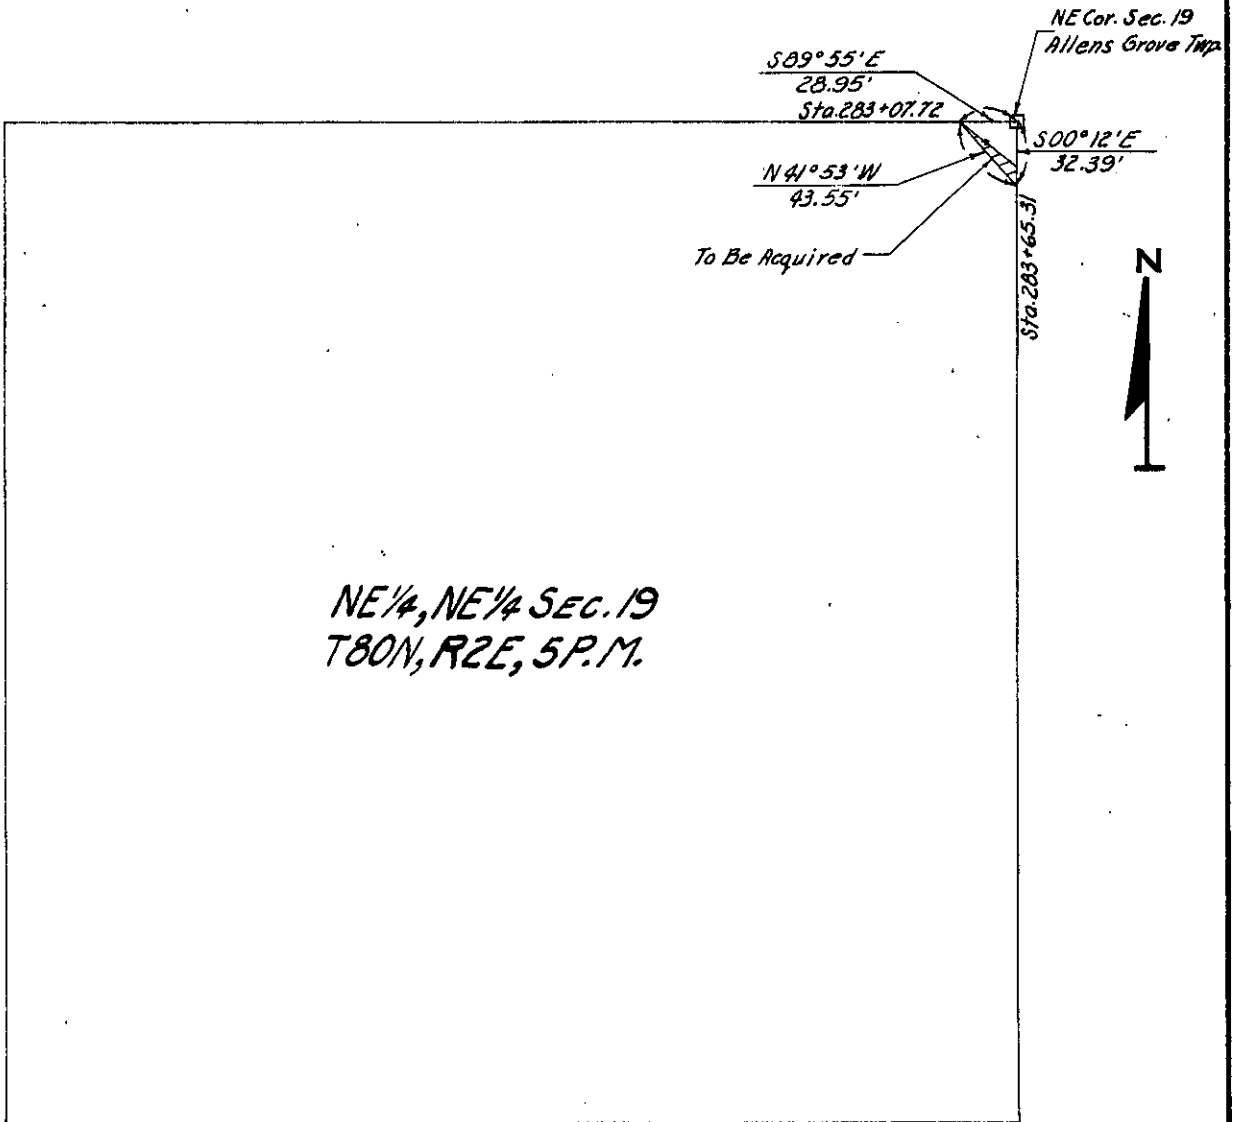 NE Cor. Sec. 19
Allens Grove Twp.
S89°55'E
28.95'
Sta.283+07.72
S00°12'E
32.39'
N 41°53'W
43.55'
To Be Acquired
Sta.283+65.31
N
NE1/4, NE1/4 SEC. 19
T80N, R2E, 5P.M.